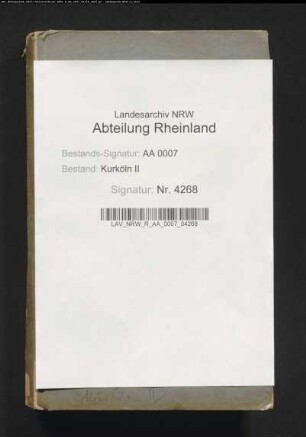 Landesarchiv NRW
Abteilung Rheinland
Bestands-Signatur: AA 0007
Bestand: Kurköln II
Signatur: Nr. 4268
LAV_NRW_R_AA_0007_04268